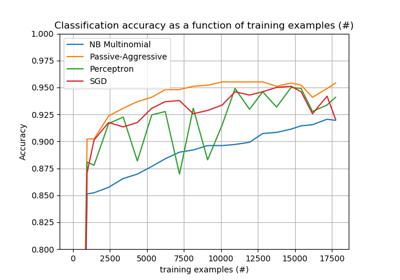 Classification accuracy as a function of training examples (#)
1.000
0.975
0.950
0.925
0.900
0.875
0.850
0.825
0.800
Accuracy
NB Multinomial
Passive-Aggressive
Perceptron
SGD
0 2500 5000 7500 10000 12500 15000 17500
training examples (#)